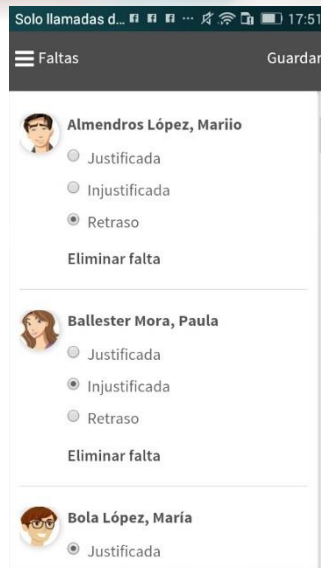 Solo llamadas d... 17:51
Faltas Guardar
Almendros López, Mariio
Justificada
Injustificada
Retraso
Eliminar falta
Ballester Mora, Paula
Justificada
Injustificada
Retraso
Eliminar falta
Bola López, María
Justificada